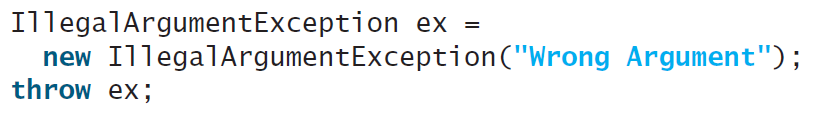 IllegalArgumentException ex =
  new IllegalArgumentException("Wrong Argument");
throw ex;